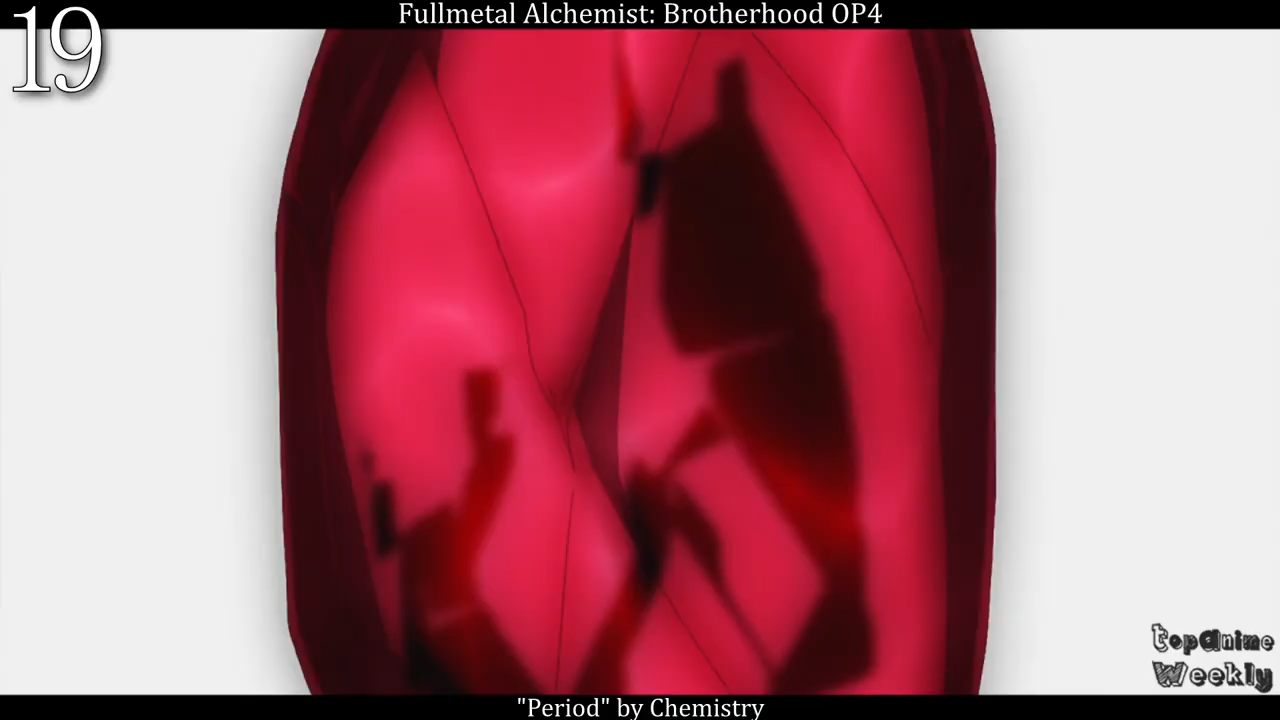 Fullmetal Alchemist: Brotherhood OP4
19
topanime
Weekly
"Period" by Chemistry